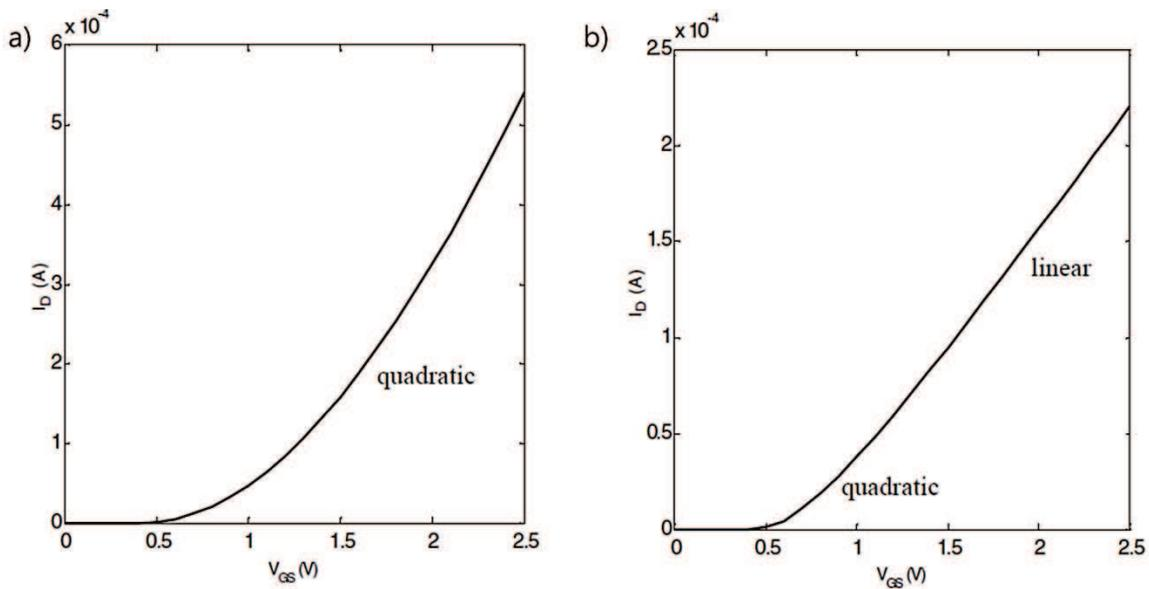 a)
x 10⁻⁴
6
5
4
3
2
1
0
I_D (A)
quadratic
0 0.5 1 1.5 2 2.5
V_GS (V)
b)
x 10⁻⁴
2.5
2
1.5
1
0.5
0
I_D (A)
linear
quadratic
0 0.5 1 1.5 2 2.5
V_GS (V)